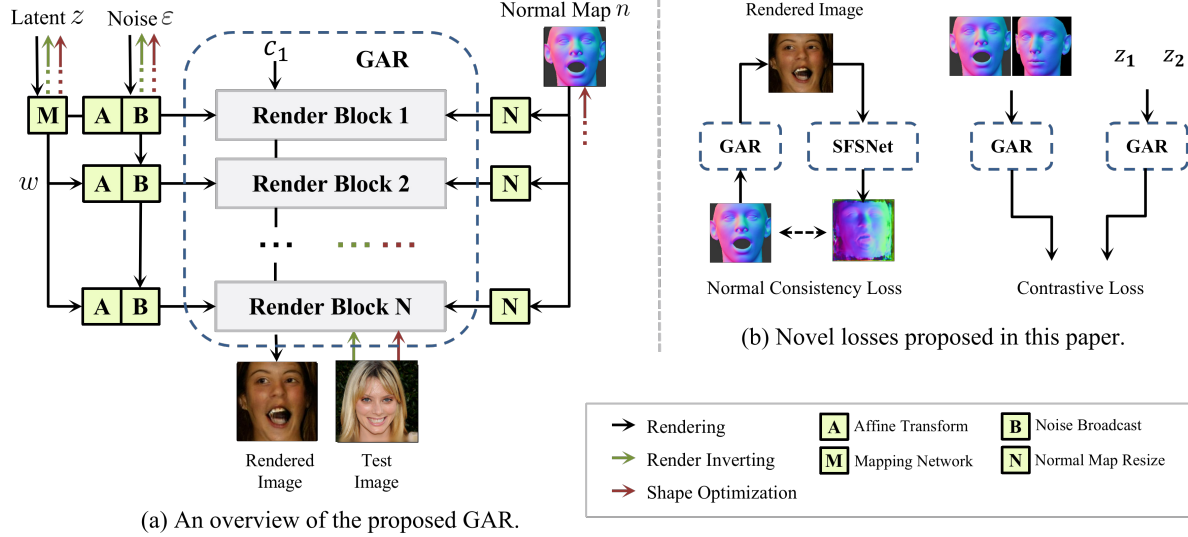 Latent z
Noise ε
Normal Map n
c1
GAR
M
A
B
Render Block 1
N
w
A
B
Render Block 2
N
A
B
Render Block N
N
Rendered
Image
Test
Image
(a) An overview of the proposed GAR.
Rendered Image
GAR
SFSNet
Normal Consistency Loss
z1
z2
GAR
GAR
Contrastive Loss
(b) Novel losses proposed in this paper.
Rendering
Render Inverting
Shape Optimization
A Affine Transform
M Mapping Network
B Noise Broadcast
N Normal Map Resize